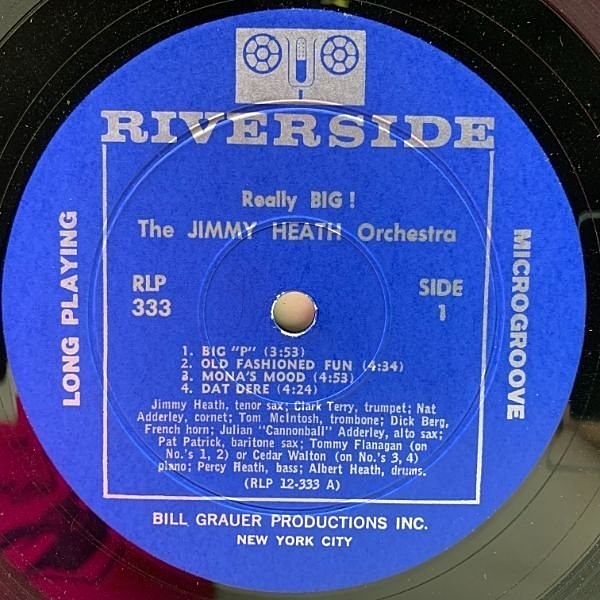 RIVERSIDE
Really BIG!
The JIMMY HEATH Orchestra
LONG PLAYING
RLP
333
SIDE
1
MICROGROOVE
1. BIG "P" (3:53)
2. OLD FASHIONED FUN (4:34)
3. MONA'S MOOD (4:53)
4. DAT DERE (4:24)
Jimmy Heath, tenor sax; Clark Terry, trumpet; Nat
Adderley, cornet; Tom McIntosh, trombone; Dick Berg,
French horn; Julian "Cannonball" Adderley, alto sax;
Pat Patrick, baritone sax; Tommy Flanagan (on
No.'s 1, 2) or Cedar Walton (on No.'s 3, 4)
piano; Percy Heath, bass; Albert Heath, drums.
(RLP 12-333 A)
BILL GRAUER PRODUCTIONS INC.
NEW YORK CITY